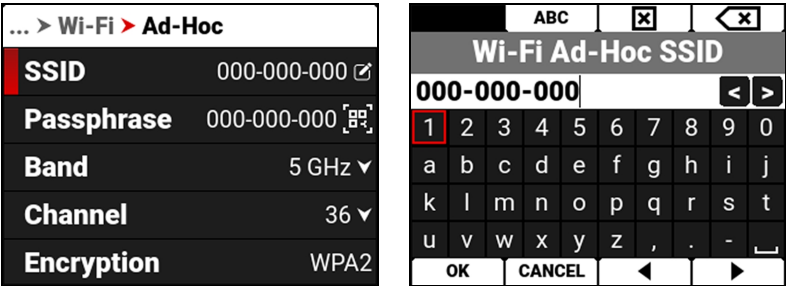 ... > Wi-Fi > Ad-Hoc
SSID 000-000-000
Passphrase 000-000-000
Band 5 GHz
Channel 36
Encryption WPA2
ABC
Wi-Fi Ad-Hoc SSID
000-000-000 < >
1 2 3 4 5 6 7 8 9 0
a b c d e f g h i j
k l m n o p q r s t
u v w x y z , . -
OK CANCEL